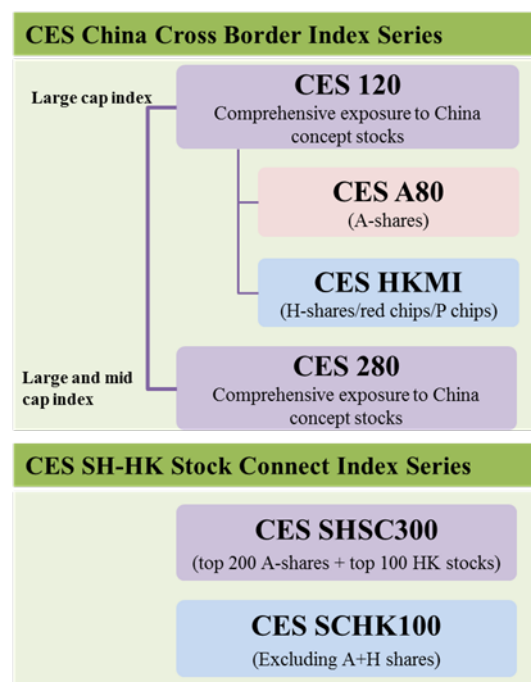 CES China Cross Border Index Series
Large cap index
CES 120
Comprehensive exposure to China
concept stocks
CES A80
(A-shares)
CES HKMI
(H-shares/red chips/P chips)
Large and mid
cap index
CES 280
Comprehensive exposure to China
concept stocks
CES SH-HK Stock Connect Index Series
CES SHSC300
(top 200 A-shares + top 100 HK stocks)
CES SCHK100
(Excluding A+H shares)